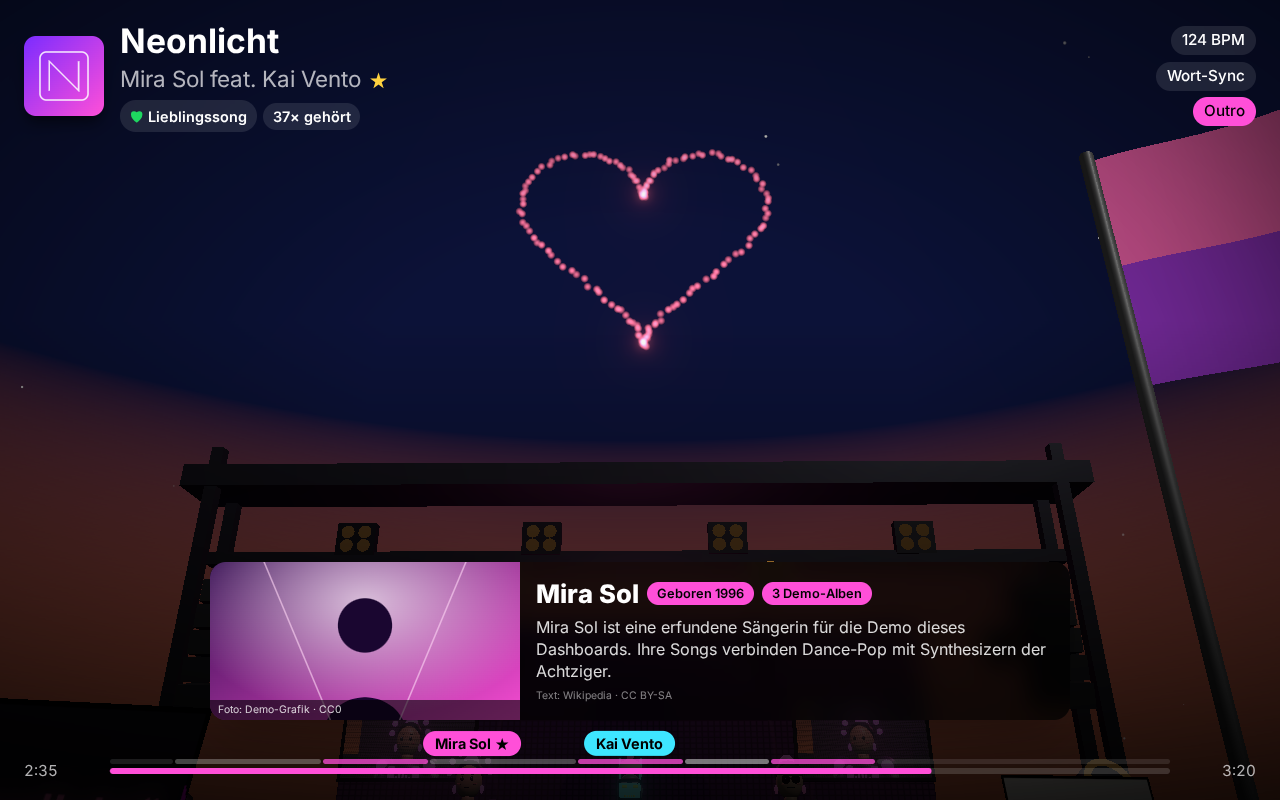 N
Neonlicht
Mira Sol feat. Kai Vento ★
Lieblingssong
37× gehört
124 BPM
Wort-Sync
Outro
Mira Sol
Geboren 1996
3 Demo-Alben
Mira Sol ist eine erfundene Sängerin für die Demo dieses
Dashboards. Ihre Songs verbinden Dance-Pop mit Synthesizern der
Achtziger.
Text: Wikipedia · CC BY-SA
Foto: Demo-Grafik · CC0
Mira Sol ★
Kai Vento
2:35
3:20